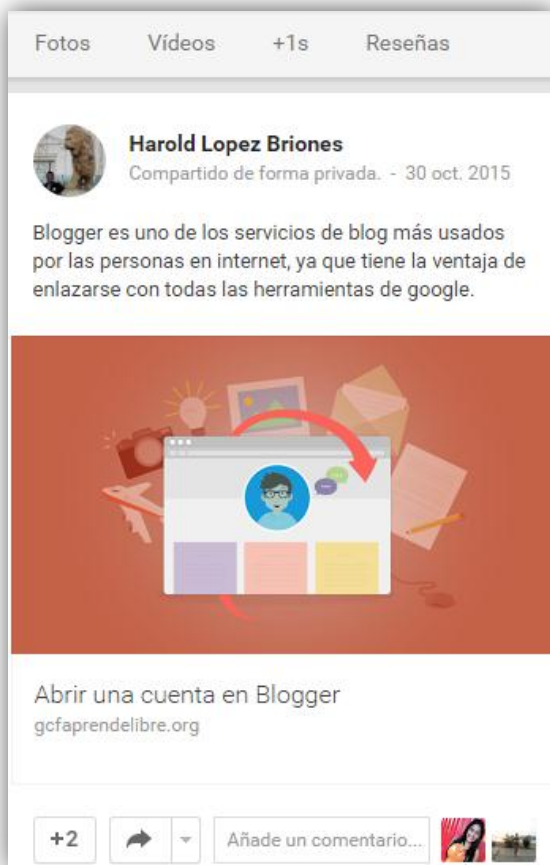 Fotos Vídeos +1s Reseñas
Harold Lopez Briones
Compartido de forma privada. - 30 oct. 2015
Blogger es uno de los servicios de blog más usados
por las personas en internet, ya que tiene la ventaja de
enlazarse con todas las herramientas de google.
Abrir una cuenta en Blogger
gcfaprendelibre.org
+2 Añade un comentario...